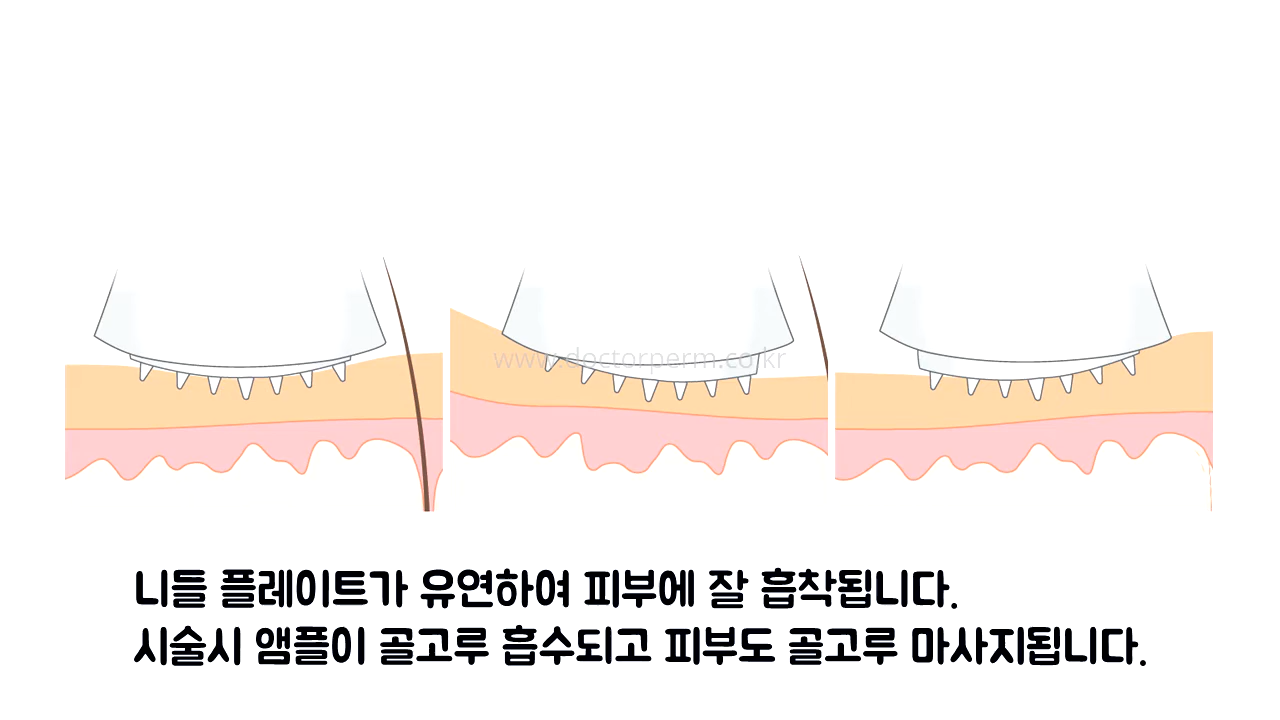 www.doctorperm.co.kr
니들 플레이트가 유연하여 피부에 잘 흡착됩니다.
시술시 앰플이 골고루 흡수되고 피부도 골고루 마사지됩니다.